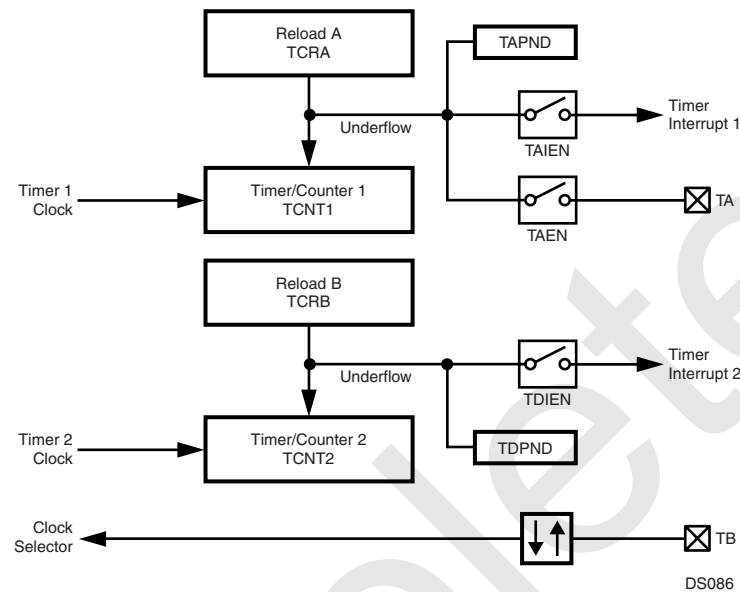 Reload A
TCRA
TAPND
Underflow
TAIEN
Timer
Interrupt 1
Timer 1
Clock
Timer/Counter 1
TCNT1
TAEN
TA
Reload B
TCRB
Underflow
TDIEN
Timer
Interrupt 2
Timer 2
Clock
Timer/Counter 2
TCNT2
TDPND
Clock
Selector
TB
DS086